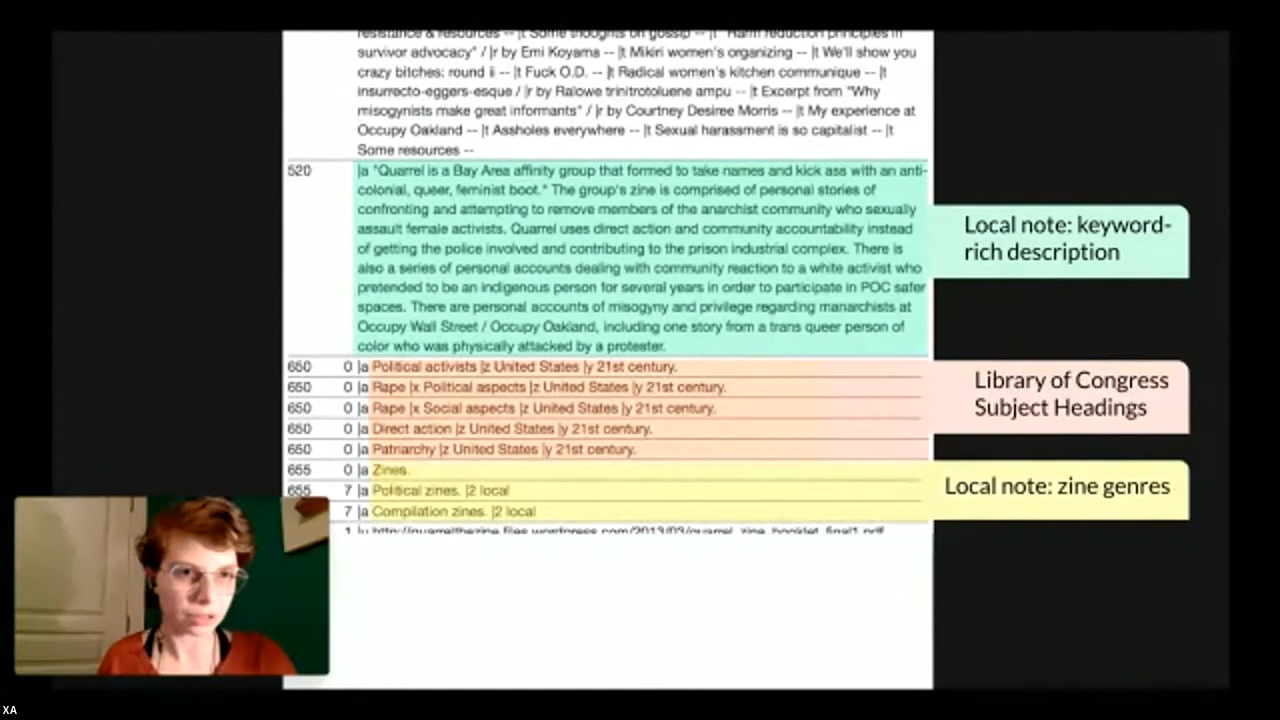 resistance & resources -- |t Some thoughts on gossip -- |t "Harm reduction principles in
survivor advocacy" / |r by Emi Koyama -- |t Mikiri women's organizing -- |t We'll show you
crazy bitches: round ii -- |t Fuck O.D. -- |t Radical women's kitchen communique -- |t
insurrecto-eggers-esque / |r by Ralowe trinitrotoluene ampu -- |t Excerpt from "Why
misogynists make great informants" / |r by Courtney Desiree Morris -- |t My experience at
Occupy Oakland -- |t Assholes everywhere -- |t Sexual harassment is so capitalist -- |t
Some resources --
520 |a "Quarrel is a Bay Area affinity group that formed to take names and kick ass with an anti-
colonial, queer, feminist boot." The group's zine is comprised of personal stories of
confronting and attempting to remove members of the anarchist community who sexually
assault female activists. Quarrel uses direct action and community accountability instead
of getting the police involved and contributing to the prison industrial complex. There is
also a series of personal accounts dealing with community reaction to a white activist who
pretended to be an indigenous person for several years in order to participate in POC safer
spaces. There are personal accounts of misogyny and privilege regarding manarchists at
Occupy Wall Street / Occupy Oakland, including one story from a trans queer person of
color who was physically attacked by a protester.
Local note: keyword-
rich description
650 0 |a Political activists |z United States |y 21st century.
650 0 |a Rape |x Political aspects |z United States |y 21st century.
650 0 |a Rape |x Social aspects |z United States |y 21st century.
650 0 |a Direct action |z United States |y 21st century.
650 0 |a Patriarchy |z United States |y 21st century.
Library of Congress
Subject Headings
655 0 |a Zines.
655 7 |a Political zines. |2 local
7 |a Compilation zines. |2 local
Local note: zine genres
1 |u http://quarrelthezine.files.wordpress.com/2013/03/quarrel_zine_booklet_final1.pdf
XA